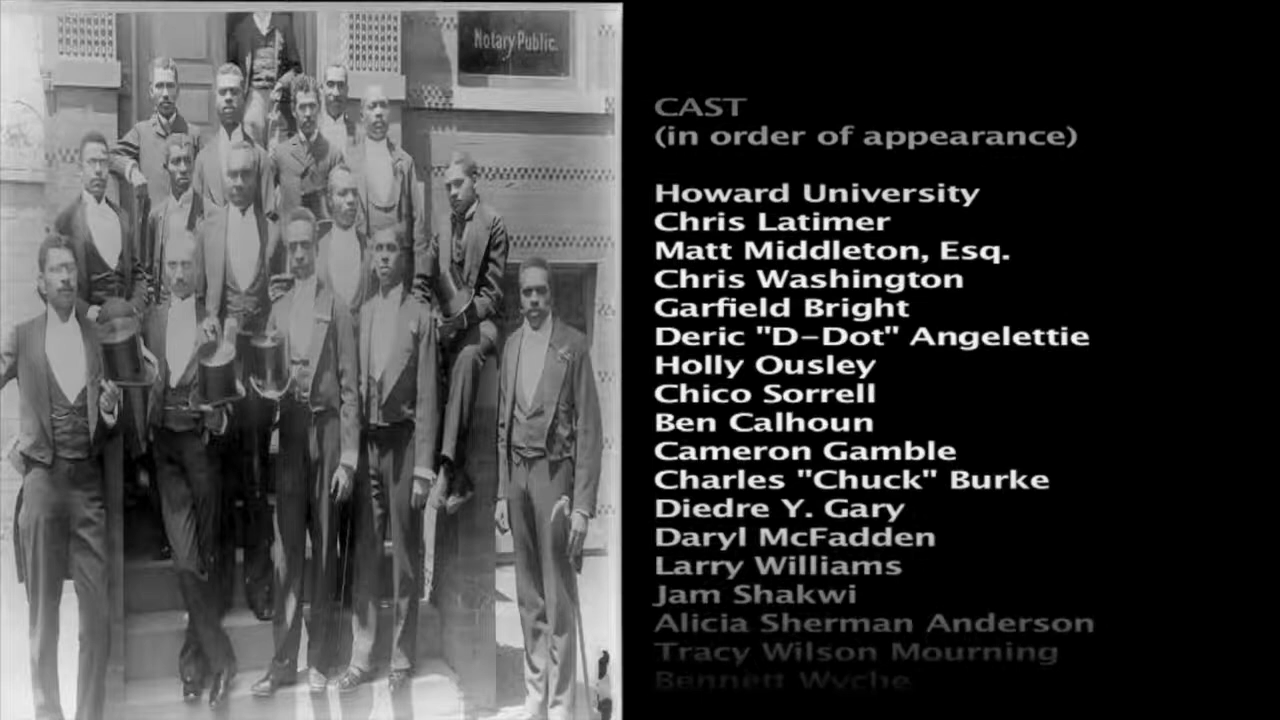 Notary Public.
CAST
(in order of appearance)
Howard University
Chris Latimer
Matt Middleton, Esq.
Chris Washington
Garfield Bright
Deric "D-Dot" Angelettie
Holly Ousley
Chico Sorrell
Ben Calhoun
Cameron Gamble
Charles "Chuck" Burke
Diedre Y. Gary
Daryl McFadden
Larry Williams
Jam Shakwi
Alicia Sherman Anderson
Tracy Wilson Mourning
Bennett Wyche